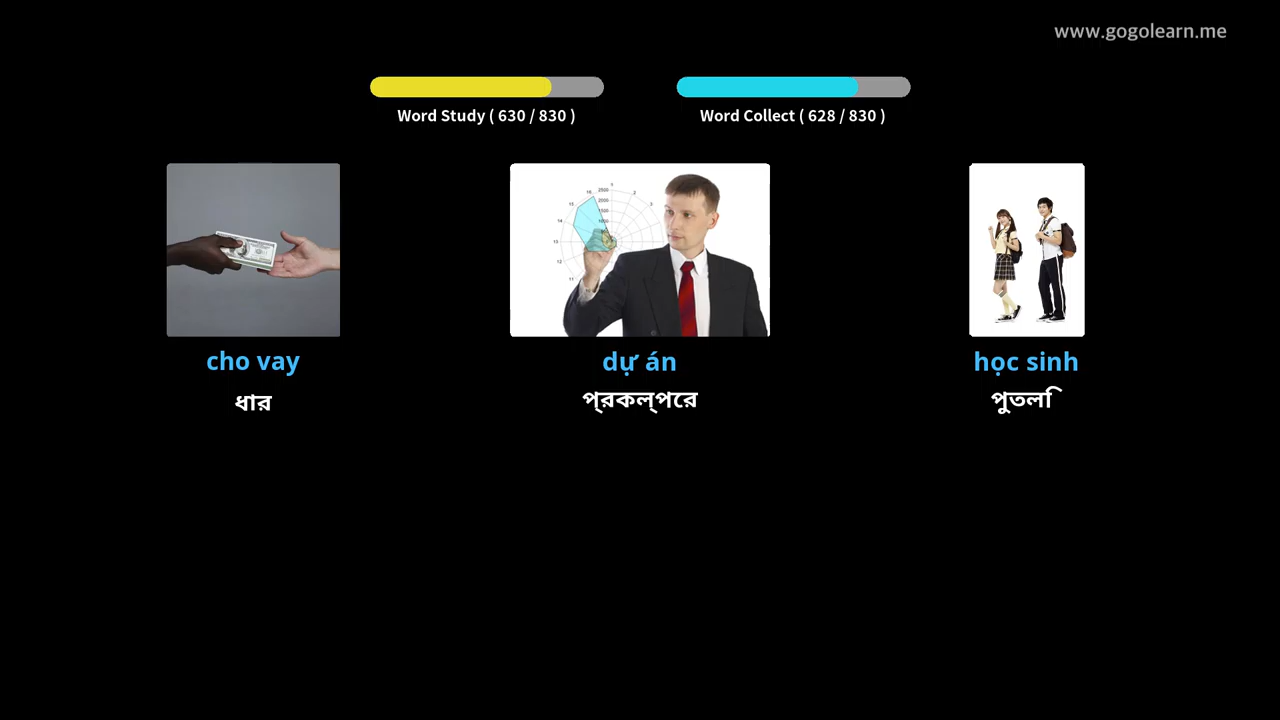 www.gogolearn.me
Word Study ( 630 / 830 )
Word Collect ( 628 / 830 )
cho vay
dự án
học sinh
ধার
প্রকল্পরে
পুতলি